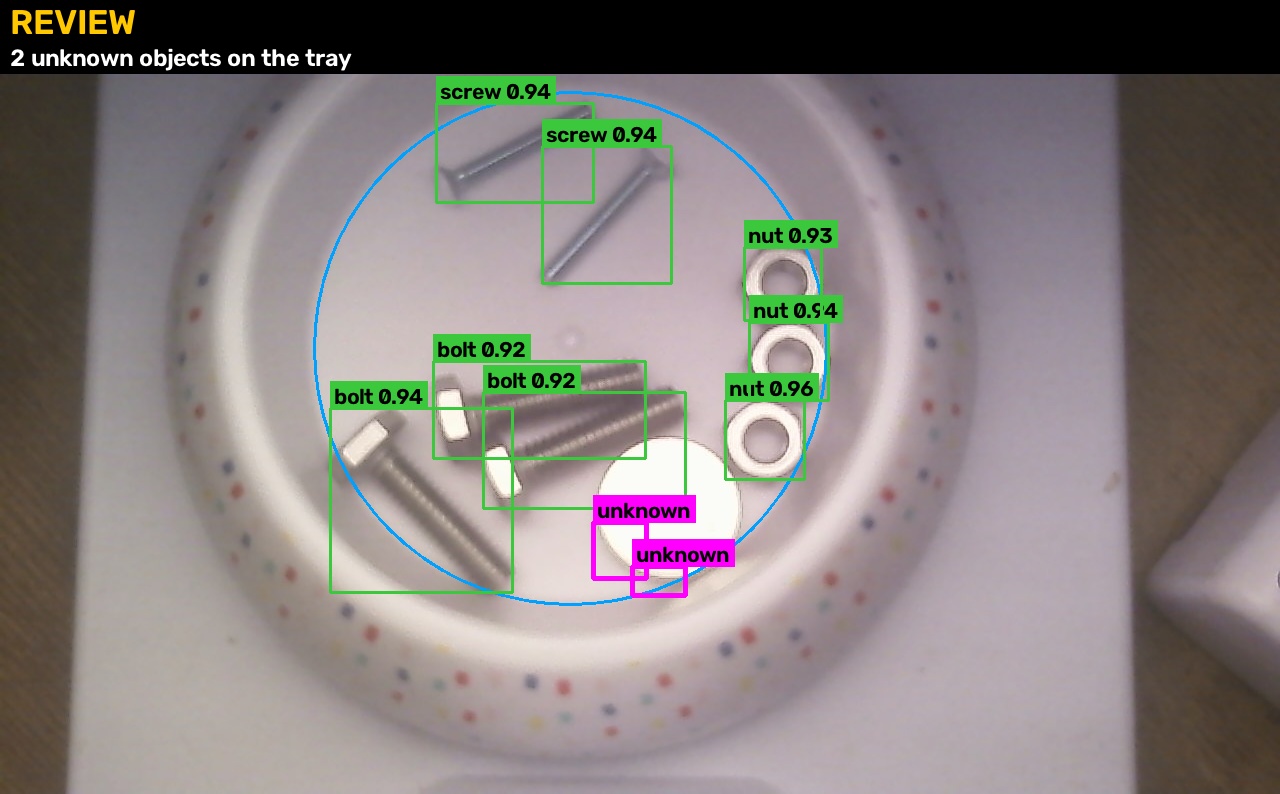 REVIEW
2 unknown objects on the tray
screw 0.94
screw 0.94
nut 0.93
nut 0.94
bolt 0.92
bolt 0.92
bolt 0.94
nut 0.96
unknown
unknown